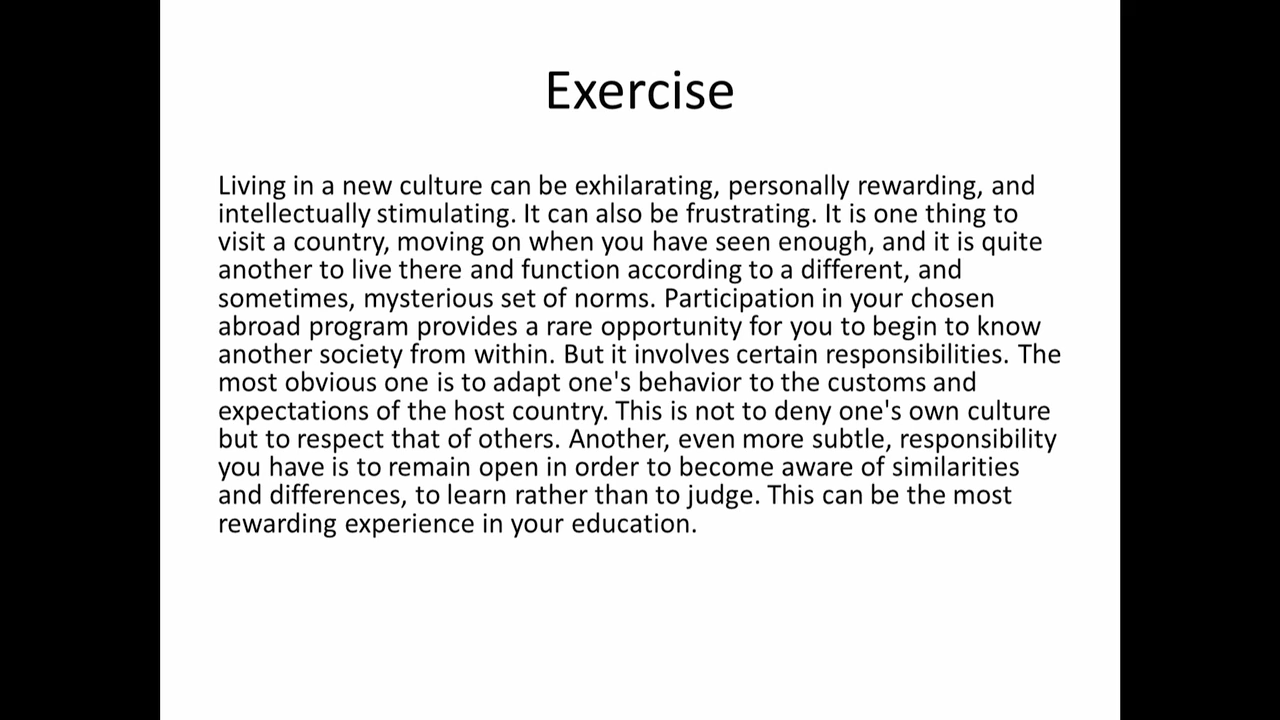 Exercise
Living in a new culture can be exhilarating, personally rewarding, and
intellectually stimulating. It can also be frustrating. It is one thing to
visit a country, moving on when you have seen enough, and it is quite
another to live there and function according to a different, and
sometimes, mysterious set of norms. Participation in your chosen
abroad program provides a rare opportunity for you to begin to know
another society from within. But it involves certain responsibilities. The
most obvious one is to adapt one's behavior to the customs and
expectations of the host country. This is not to deny one's own culture
but to respect that of others. Another, even more subtle, responsibility
you have is to remain open in order to become aware of similarities
and differences, to learn rather than to judge. This can be the most
rewarding experience in your education.